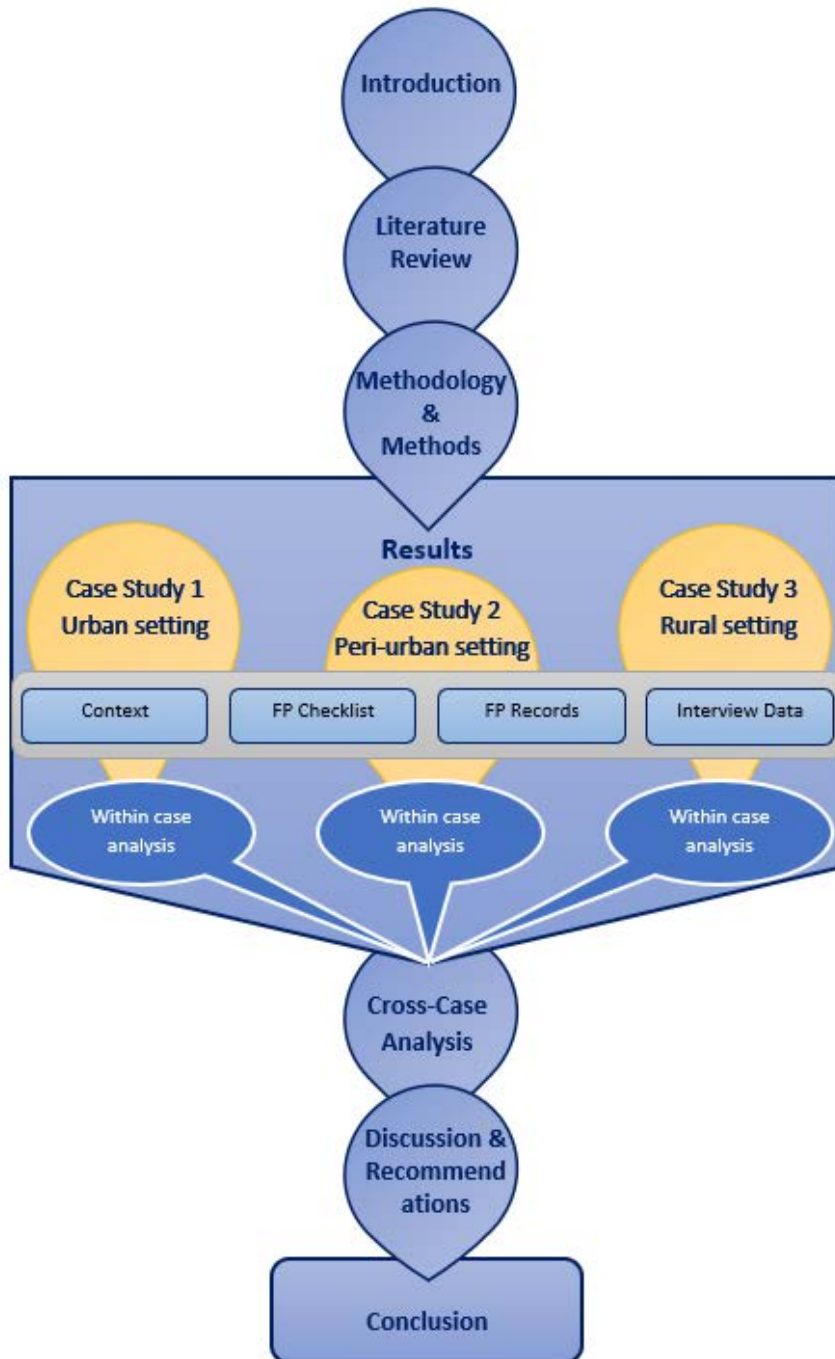 Introduction
Literature
Review
Methodology
&
Methods
Results
Case Study 1
Urban setting
Case Study 2
Peri-urban setting
Case Study 3
Rural setting
Context
FP Checklist
FP Records
Interview Data
Within case
analysis
Within case
analysis
Within case
analysis
Cross-Case
Analysis
Discussion &
Recommend
ations
Conclusion